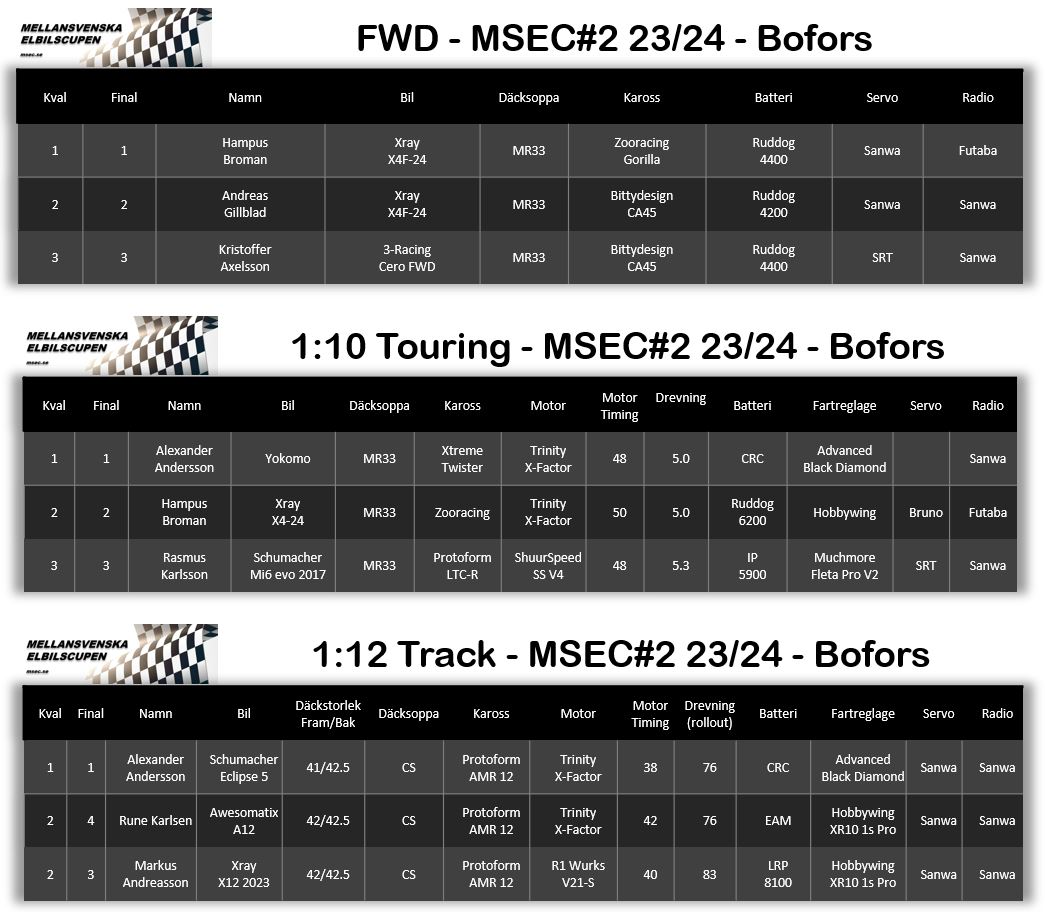 MELLANSVENSKA
ELBILSCUPEN
msec.se
FWD - MSEC#2 23/24 - Bofors
Kval Final Namn Bil Däcksoppa Kaross Batteri Servo Radio
1 1 Hampus Broman Xray X4F-24 MR33 Zooracing Gorilla Ruddog 4400 Sanwa Futaba
2 2 Andreas Gillblad Xray X4F-24 MR33 Bittydesign CA45 Ruddog 4200 Sanwa Sanwa
3 3 Kristoffer Axelsson 3-Racing Cero FWD MR33 Bittydesign CA45 Ruddog 4400 SRT Sanwa
MELLANSVENSKA
ELBILSCUPEN
msec.se
1:10 Touring - MSEC#2 23/24 - Bofors
Kval Final Namn Bil Däcksoppa Kaross Motor Motor Timing Drevning Batteri Fartreglage Servo Radio
1 1 Alexander Andersson Yokomo MR33 Xtreme Twister Trinity X-Factor 48 5.0 CRC Advanced Black Diamond Sanwa
2 2 Hampus Broman Xray X4-24 MR33 Zooracing Trinity X-Factor 50 5.0 Ruddog 6200 Hobbywing Bruno Futaba
3 3 Rasmus Karlsson Schumacher Mi6 evo 2017 MR33 Protoform LTC-R ShuurSpeed SS V4 48 5.3 IP 5900 Muchmore Fleta Pro V2 SRT Sanwa
MELLANSVENSKA
ELBILSCUPEN
msec.se
1:12 Track - MSEC#2 23/24 - Bofors
Kval Final Namn Bil Däckstorlek Fram/Bak Däcksoppa Kaross Motor Motor Timing Drevning (rollout) Batteri Fartreglage Servo Radio
1 1 Alexander Andersson Schumacher Eclipse 5 41/42.5 CS Protoform AMR 12 Trinity X-Factor 38 76 CRC Advanced Black Diamond Sanwa Sanwa
2 4 Rune Karlsen Awesomatix A12 42/42.5 CS Protoform AMR 12 Trinity X-Factor 42 76 EAM Hobbywing XR10 1s Pro Sanwa Sanwa
2 3 Markus Andreasson Xray X12 2023 42/42.5 CS Protoform AMR 12 R1 Wurks V21-S 40 83 LRP 8100 Hobbywing XR10 1s Pro Sanwa Sanwa